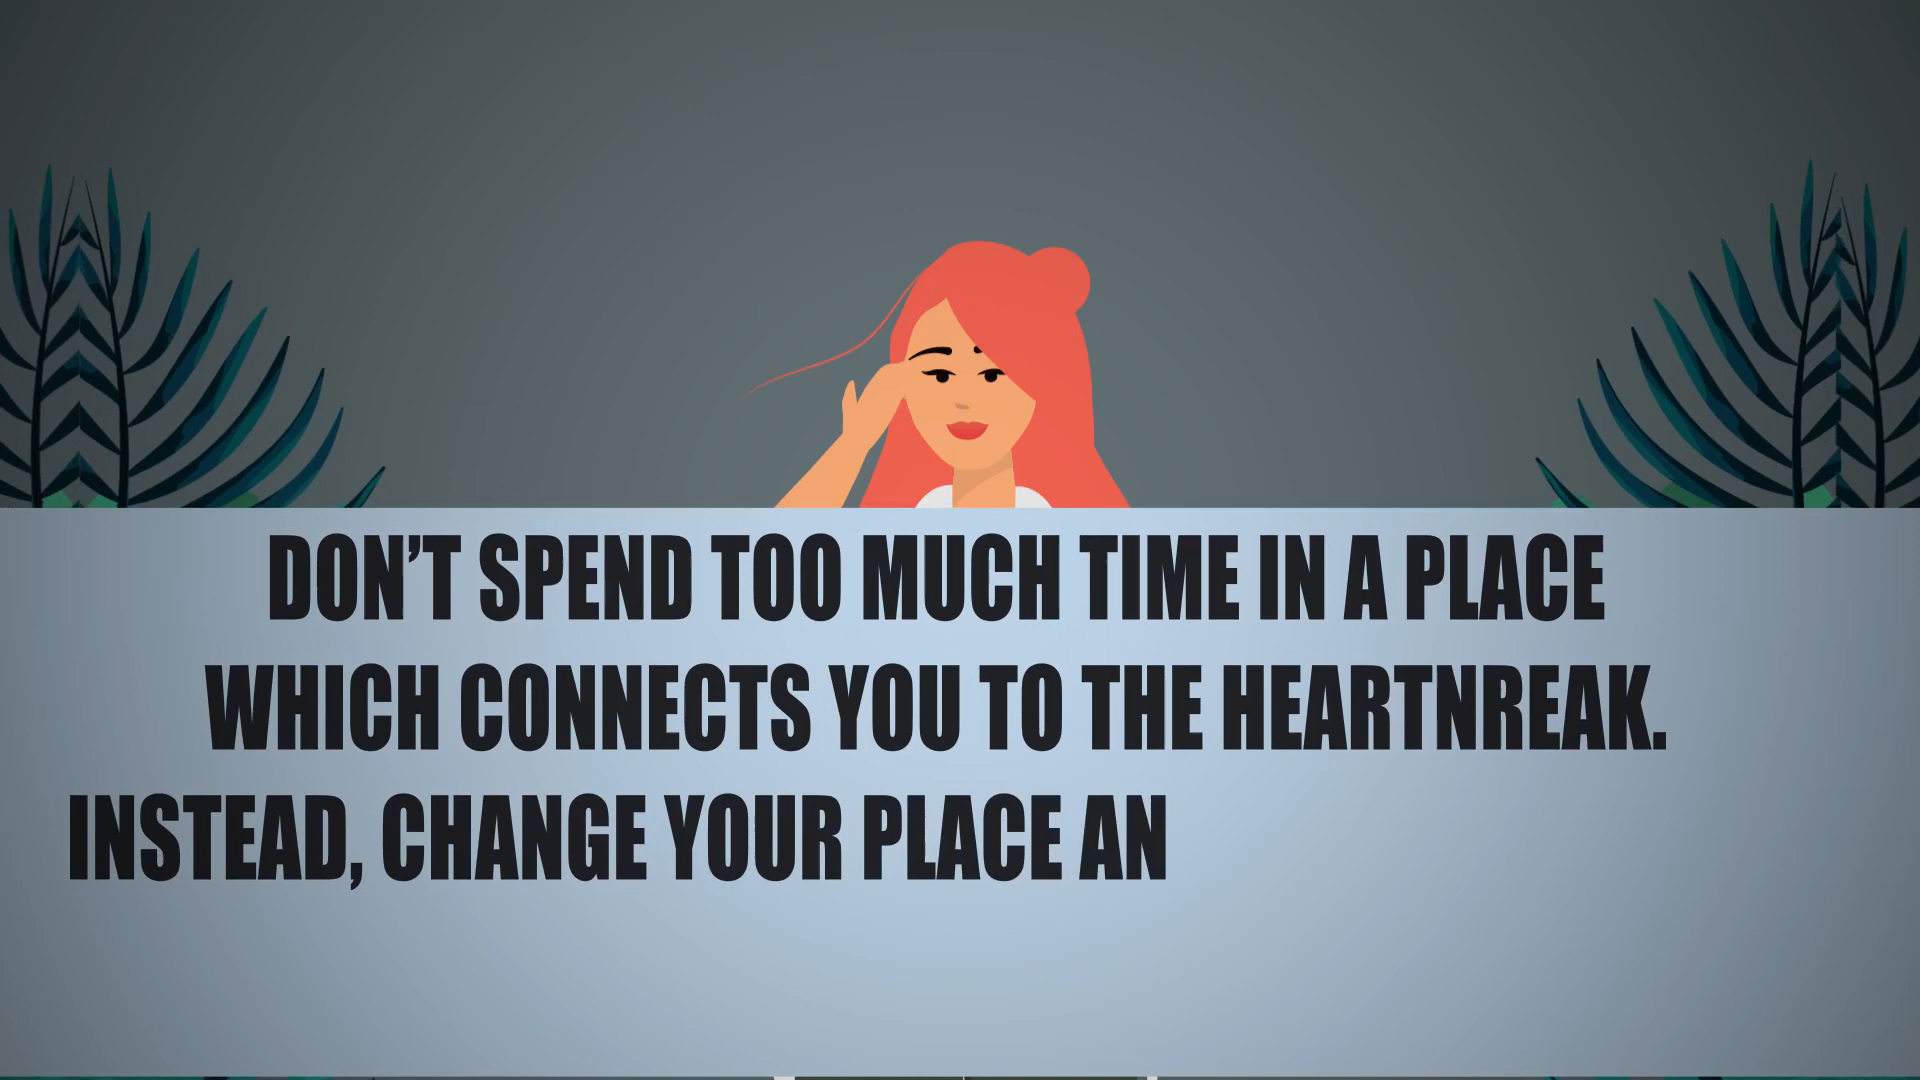 DON’T SPEND TOO MUCH TIME IN A PLACE
WHICH CONNECTS YOU TO THE HEARTNREAK.
INSTEAD, CHANGE YOUR PLACE AN